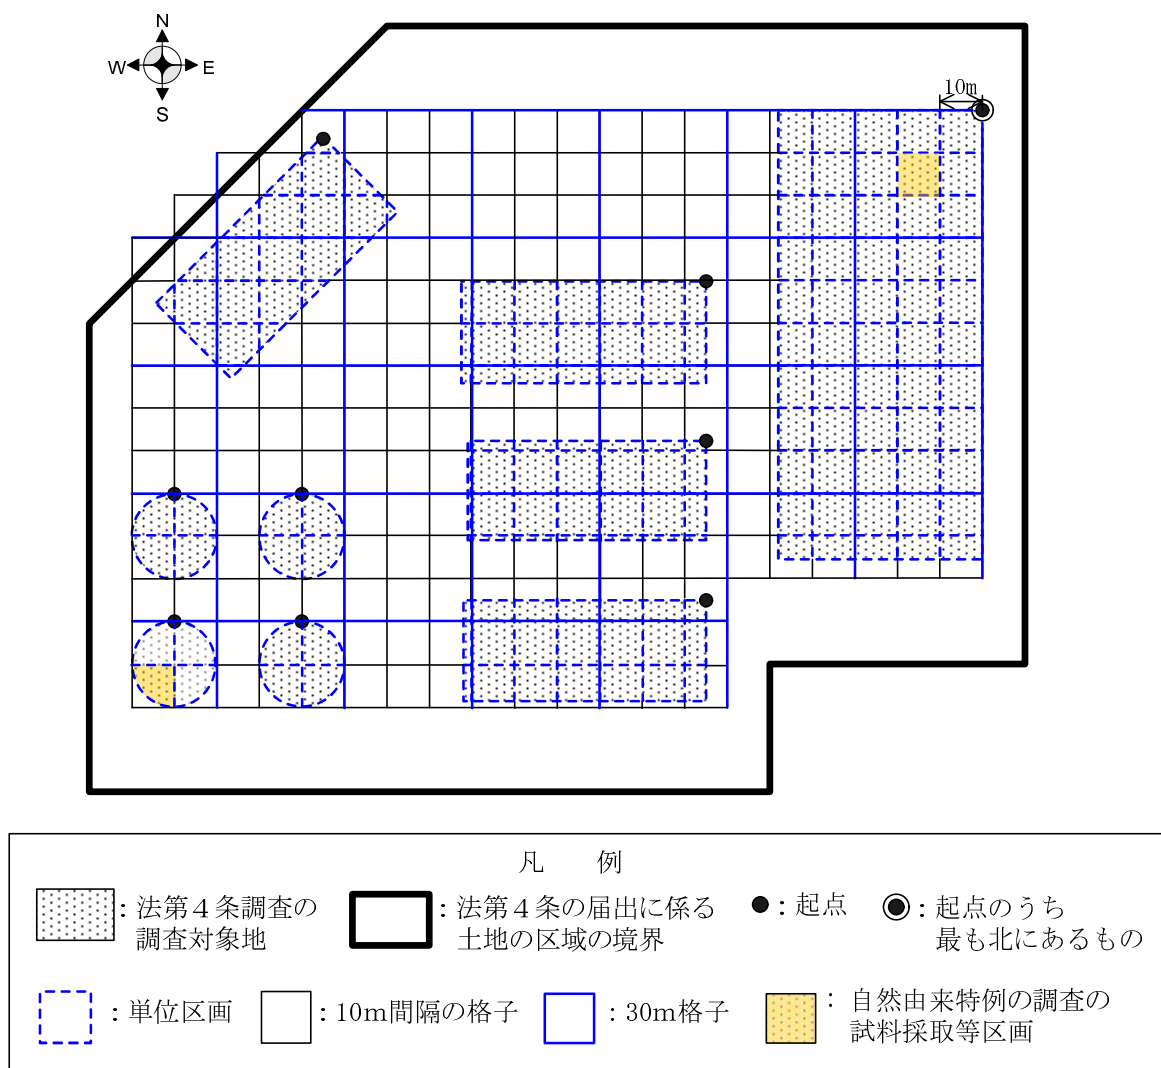 N
W E
S
10m
凡 例
：法第４条調査の
調査対象地
：法第４条の届出に係る
土地の区域の境界
：起点
：起点のうち
最も北にあるもの
：単位区画
：10m間隔の格子
：30m格子
：自然由来特例の調査の
試料採取等区画